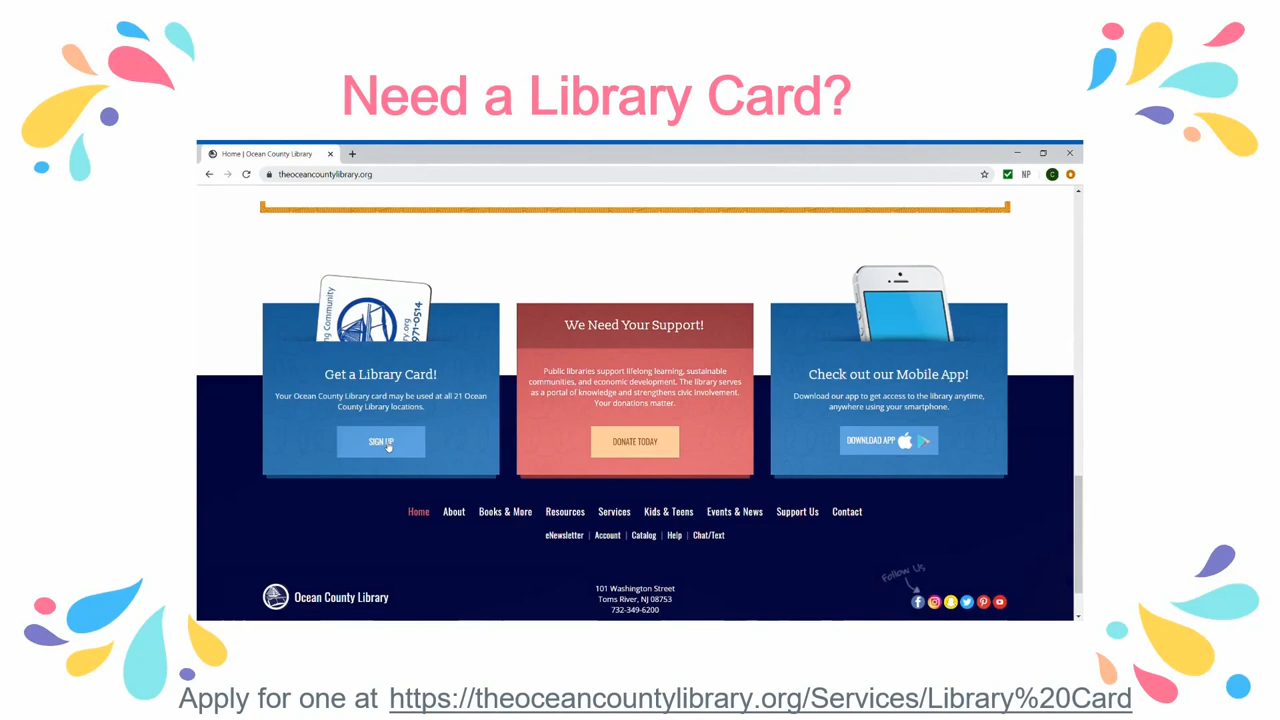 Need a Library Card?
Home | Ocean County Library
theoceancountylibrary.org
NP
C
971-0514
We Need Your Support!
Get a Library Card!
Your Ocean County Library card may be used at all 21 Ocean
County Library locations.
SIGN UP
Public libraries support lifelong learning, sustainable
communities, and economic development. The library serves
as a portal of knowledge and strengthens civic involvement.
Your donations matter.
DONATE TODAY
Check out our Mobile App!
Download our app to get access to the library anytime,
anywhere using your smartphone.
DOWNLOAD APP
Home About Books & More Resources Services Kids & Teens Events & News Support Us Contact
eNewsletter | Account | Catalog | Help | Chat/Text
Follow Us
Ocean County Library
101 Washington Street
Toms River, NJ 08753
732-349-6200
Apply for one at https://theoceancountylibrary.org/Services/Library%20Card